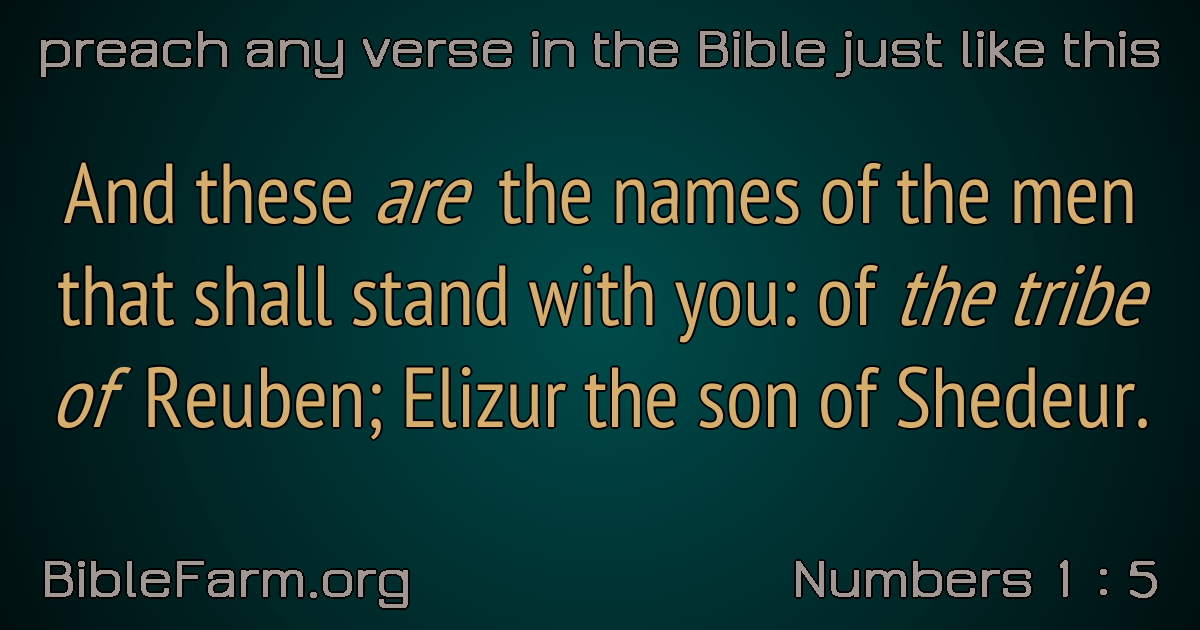 preach any verse in the Bible just like this
And these are the names of the men
that shall stand with you: of the tribe
of Reuben; Elizur the son of Shedeur.
BibleFarm.org
Numbers 1 : 5